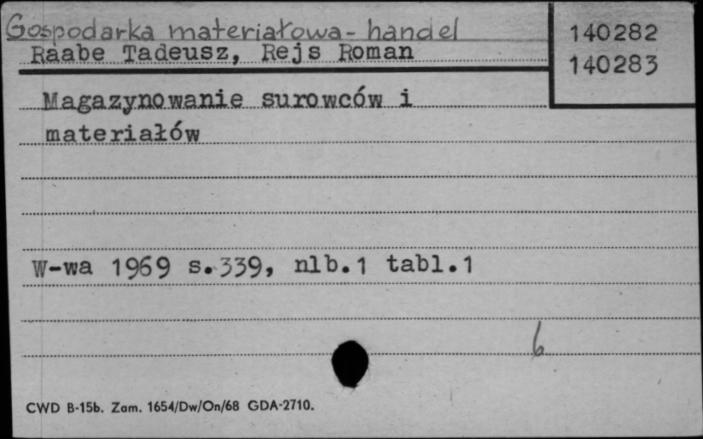 Gospodarka materiałowa - handel
Raabe Tadeusz, Rejs Roman
140282
140283
Magazynowanie surowców i
materiałów
W-wa 1969 s.339, nlb.1 tabl.1
6
CWD B-15b. Zam. 1654/Dw/On/68 GDA-2710.